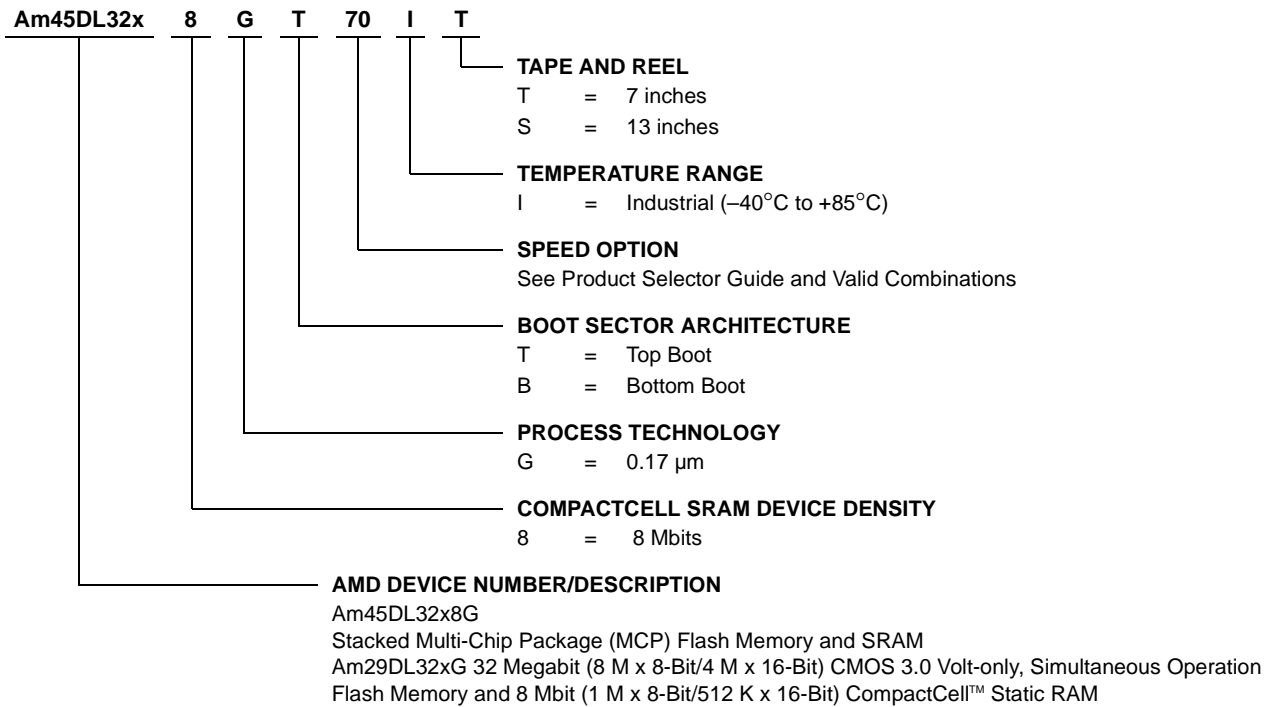 Am45DL32x 8 G T 70 I T
TAPE AND REEL
T = 7 inches
S = 13 inches
TEMPERATURE RANGE
I = Industrial (–40°C to +85°C)
SPEED OPTION
See Product Selector Guide and Valid Combinations
BOOT SECTOR ARCHITECTURE
T = Top Boot
B = Bottom Boot
PROCESS TECHNOLOGY
G = 0.17 µm
COMPACTCELL SRAM DEVICE DENSITY
8 = 8 Mbits
AMD DEVICE NUMBER/DESCRIPTION
Am45DL32x8G
Stacked Multi-Chip Package (MCP) Flash Memory and SRAM
Am29DL32xG 32 Megabit (8 M x 8-Bit/4 M x 16-Bit) CMOS 3.0 Volt-only, Simultaneous Operation
Flash Memory and 8 Mbit (1 M x 8-Bit/512 K x 16-Bit) CompactCell™ Static RAM